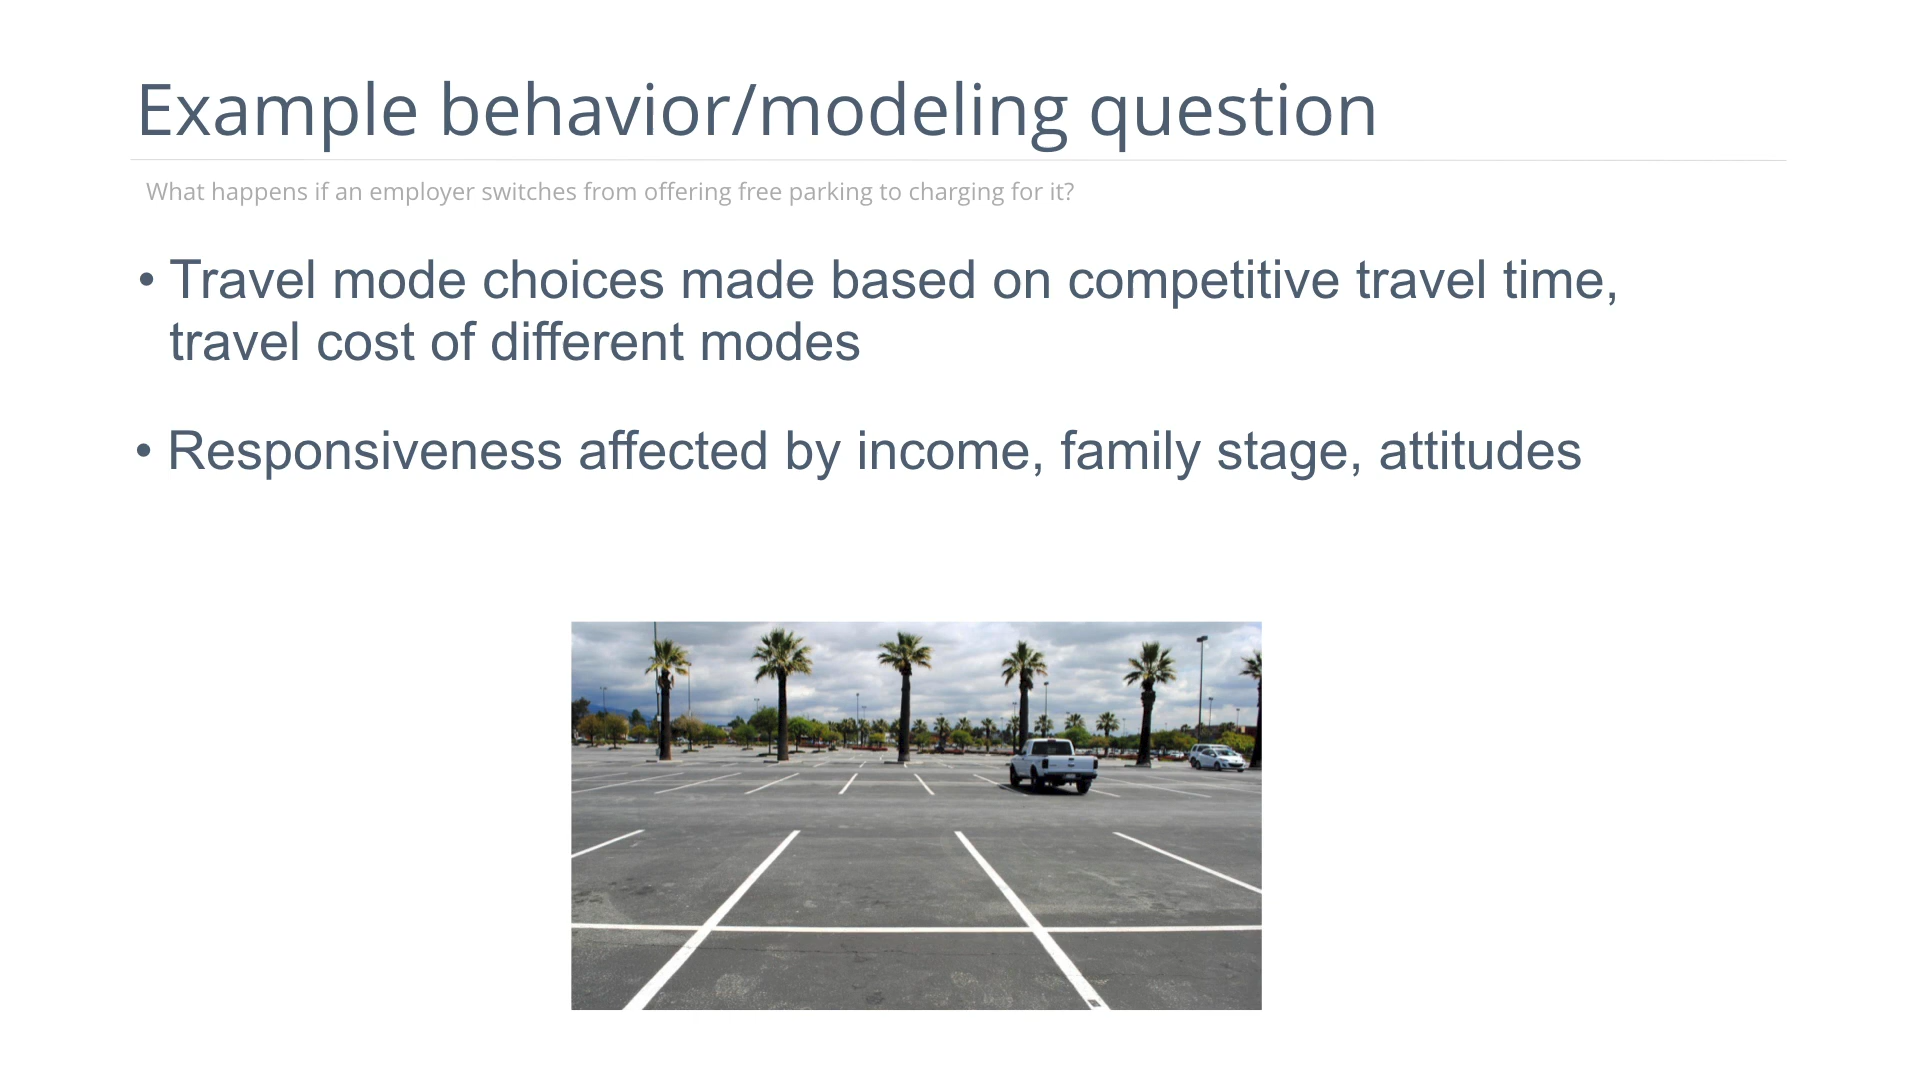 Example behavior/modeling question
What happens if an employer switches from offering free parking to charging for it?
• Travel mode choices made based on competitive travel time,
travel cost of different modes
• Responsiveness affected by income, family stage, attitudes